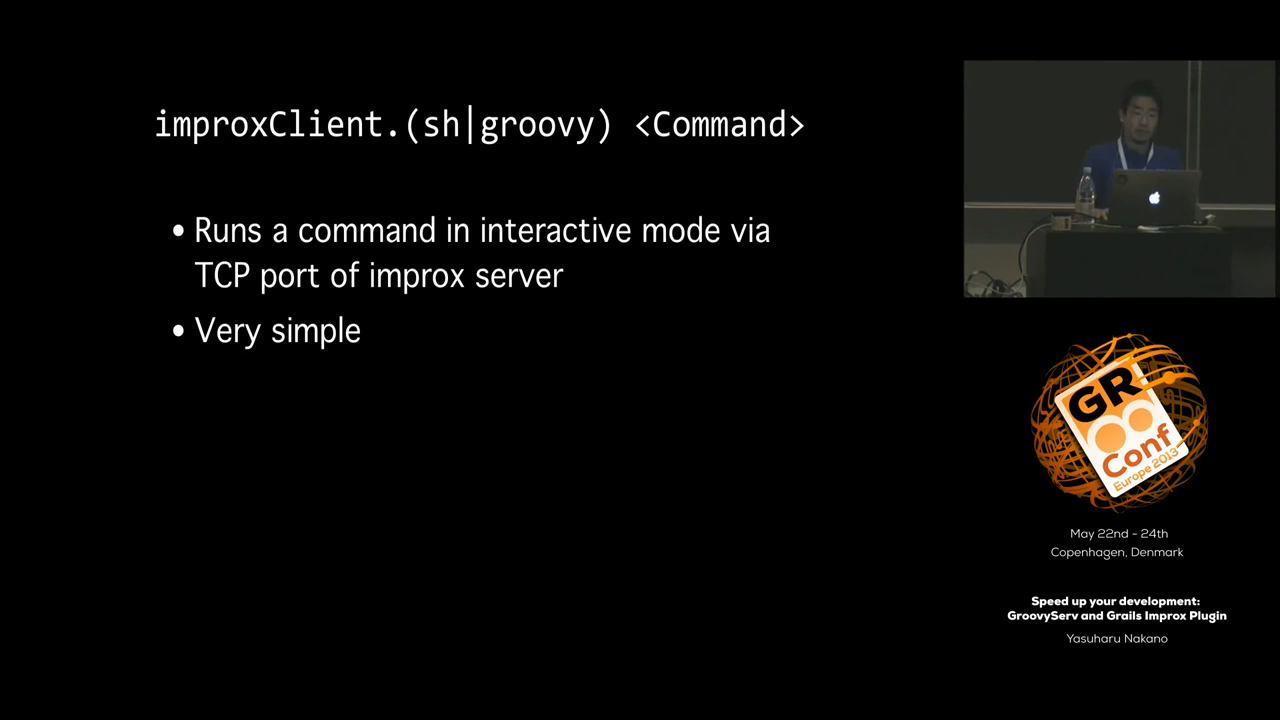 improxClient.(sh|groovy) <Command>
• Runs a command in interactive mode via
TCP port of improx server
• Very simple
GR8
Conf
Europe 2013
May 22nd - 24th
Copenhagen, Denmark
Speed up your development:
GroovyServ and Grails Improx Plugin
Yasuharu Nakano